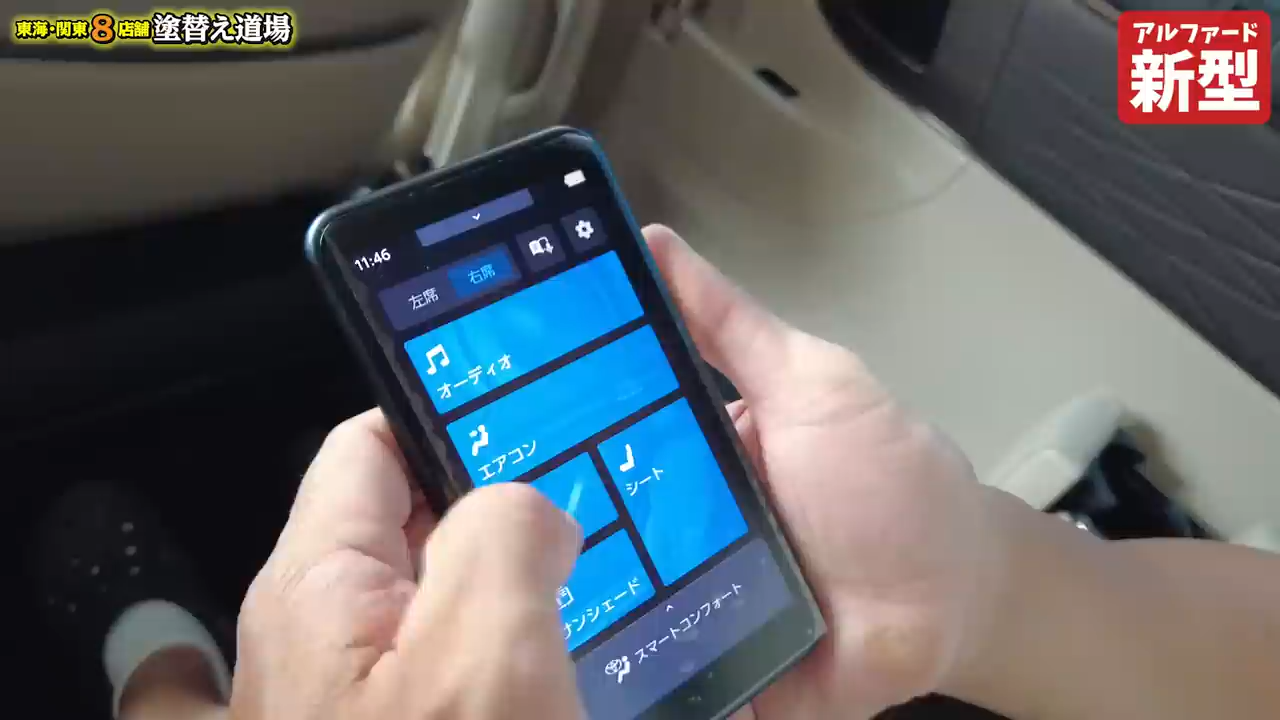 東海・関東8店舗塗替え道場
アルファード
新型
11:46
左席
右席
オーディオ
エアコン
シート
サンシェード
スマートコンフォート